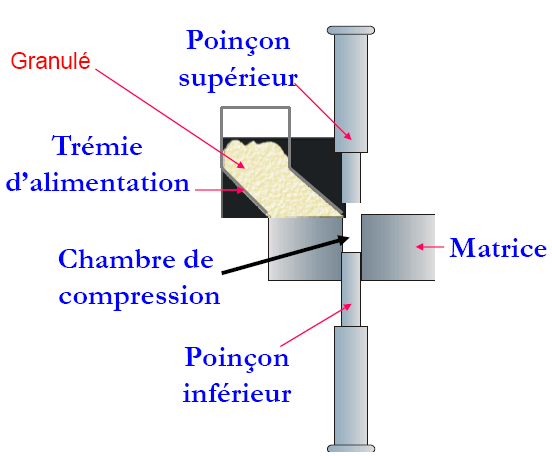 Poinçon
supérieur
Granulé
Trémie
d'alimentation
Chambre de
compression
Matrice
Poinçon
inférieur